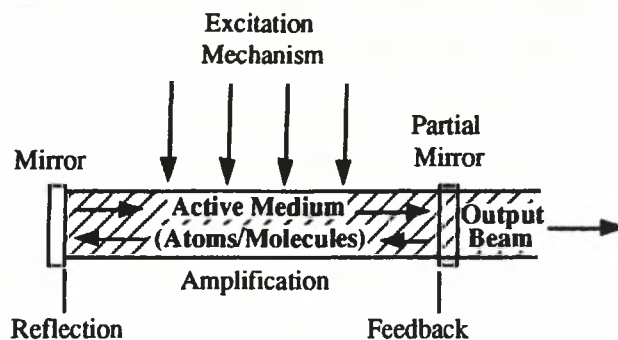 Excitation
Mechanism
Partial
Mirror
Mirror
Active Medium
(Atoms/Molecules)
Output
Beam
Amplification
Reflection
Feedback